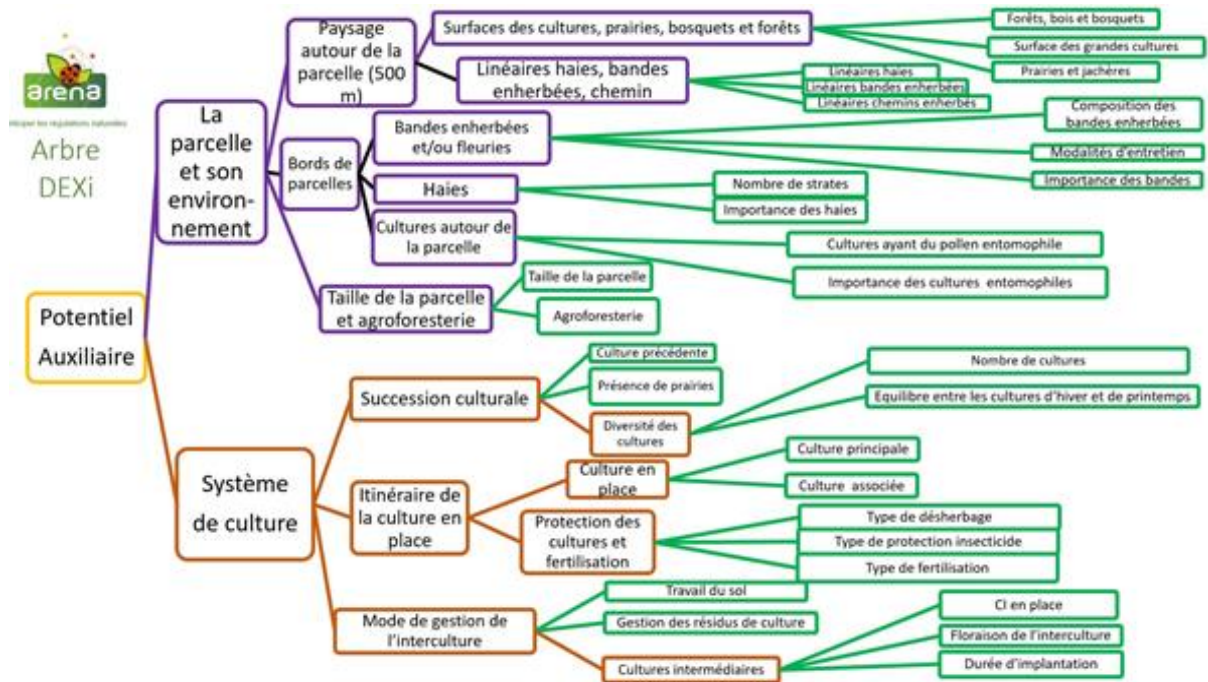 arena
ticiper les régulations naturelles
Arbre
DEXi
Potentiel
Auxiliaire
La
parcelle
et son
environ-
nement
Paysage
autour de la
parcelle (500
m)
Surfaces des cultures, prairies, bosquets et forêts
Forêts, bois et bosquets
Surface des grandes cultures
Prairies et jachères
Linéaires haies, bandes
enherbées, chemin
Linéaires haies
Linéaires bandes enherbées
Linéaires chemins enherbés
Bords de
parcelles
Bandes enherbées
et/ou fleuries
Composition des
bandes enherbées
Modalités d'entretien
Importance des bandes
Haies
Nombre de strates
Importance des haies
Cultures autour de
la parcelle
Cultures ayant du pollen entomophile
Importance des cultures entomophiles
Taille de la parcelle
et agroforesterie
Taille de la parcelle
Agroforesterie
Système
de culture
Succession culturale
Culture précédente
Présence de prairies
Diversité des
cultures
Nombre de cultures
Equilibre entre les cultures d'hiver et de printemps
Itinéraire de
la culture en
place
Culture en
place
Culture principale
Culture associée
Protection des
cultures et
fertilisation
Type de désherbage
Type de protection insecticide
Type de fertilisation
Mode de gestion de
l'interculture
Travail du sol
Gestion des résidus de culture
Cultures intermédiaires
CI en place
Floraison de l'interculture
Durée d'implantation